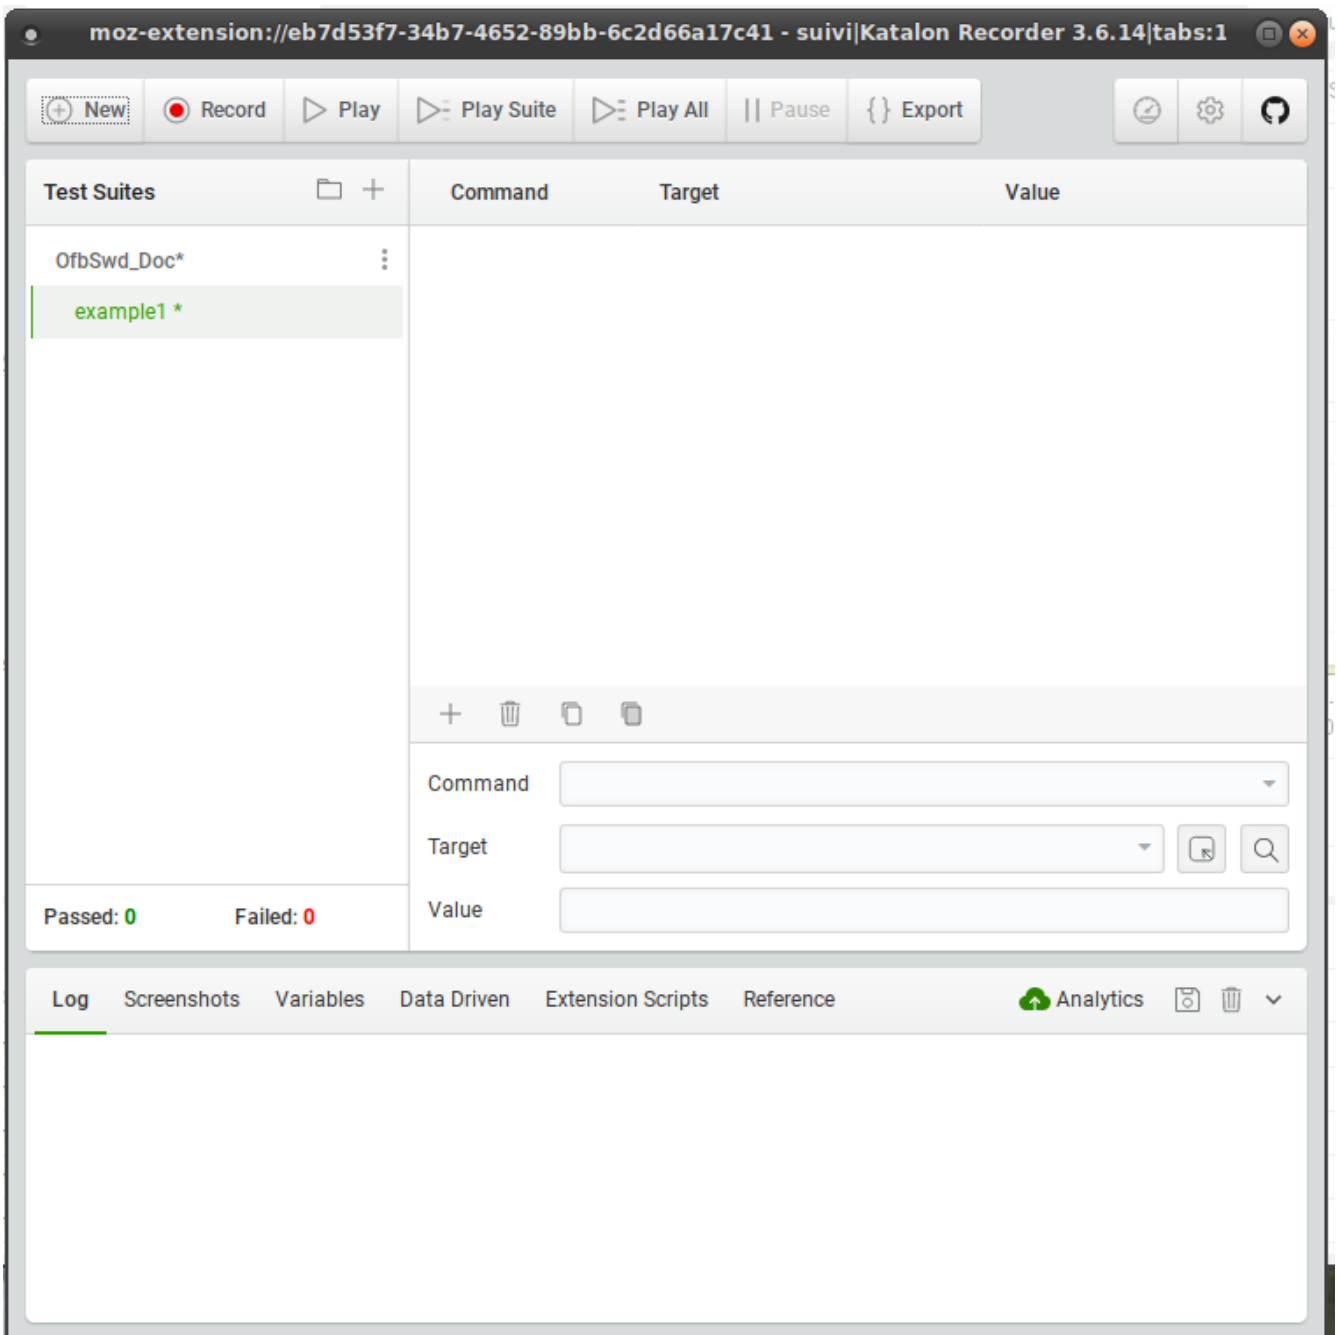 moz-extension://eb7d53f7-34b7-4652-89bb-6c2d66a17c41 - suivi|Katalon Recorder 3.6.14|tabs:1
New Record Play Play Suite Play All Pause Export
Test Suites Command Target Value
OfbSwd_Doc*
example1 *
Command
Target
Value
Passed: 0 Failed: 0
Log Screenshots Variables Data Driven Extension Scripts Reference Analytics